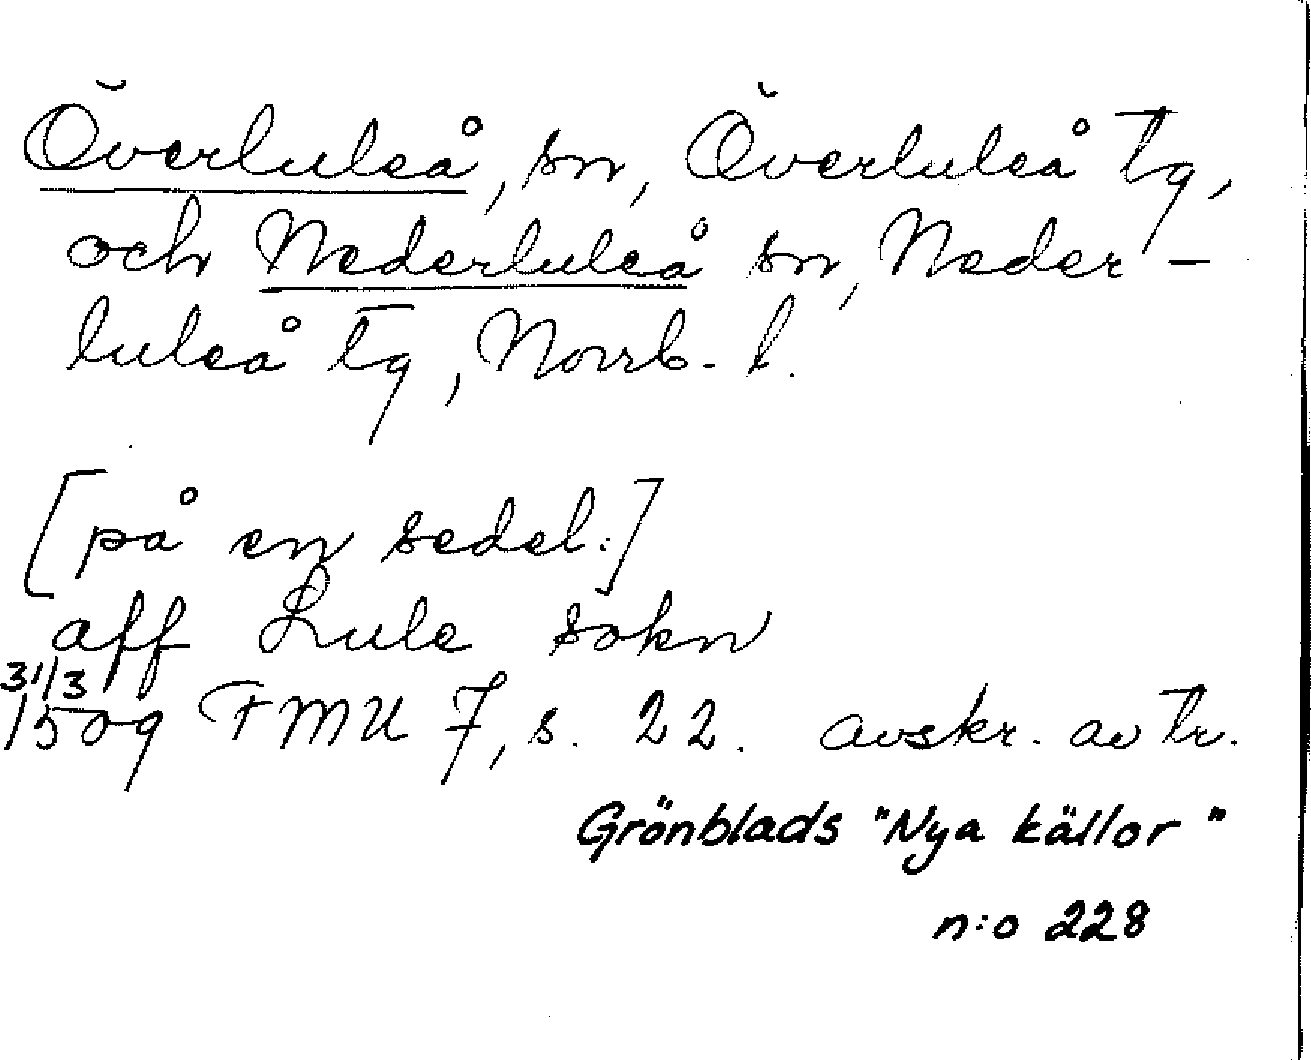 Överluleå, sn, Överluleå tg,
och Nederluleå sn, Neder-
luleå tg, Norrb. l.
[på en sedel:]
aff Lule sokn
31/3
1509 FMU 7, s. 22. avskr. av tr.
Grönblads "Nya källor"
n:o 228